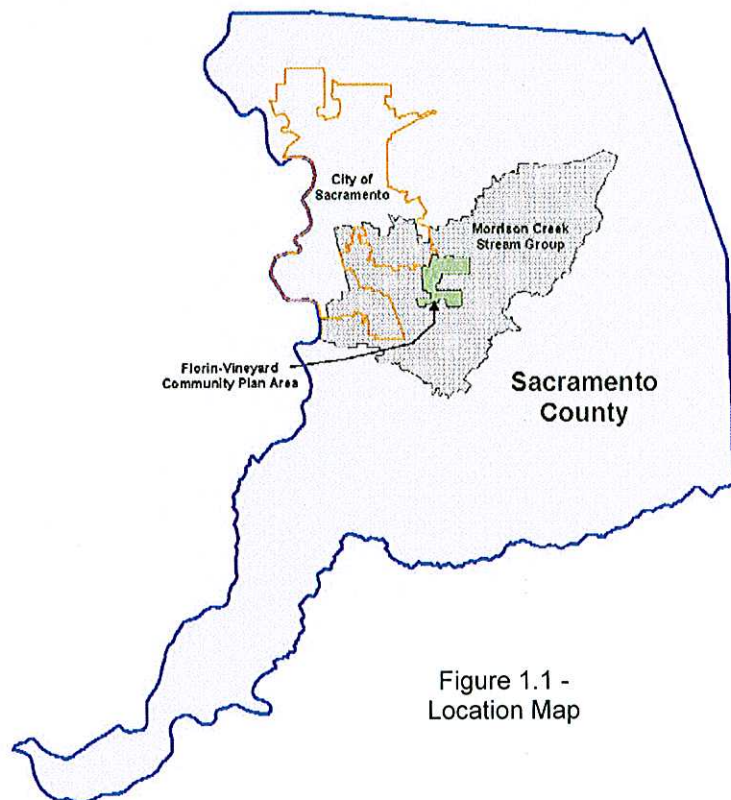 City of
Sacramento
Morrison Creek
Stream Group
Florin-Vineyard
Community Plan Area
Sacramento
County
Figure 1.1 -
Location Map